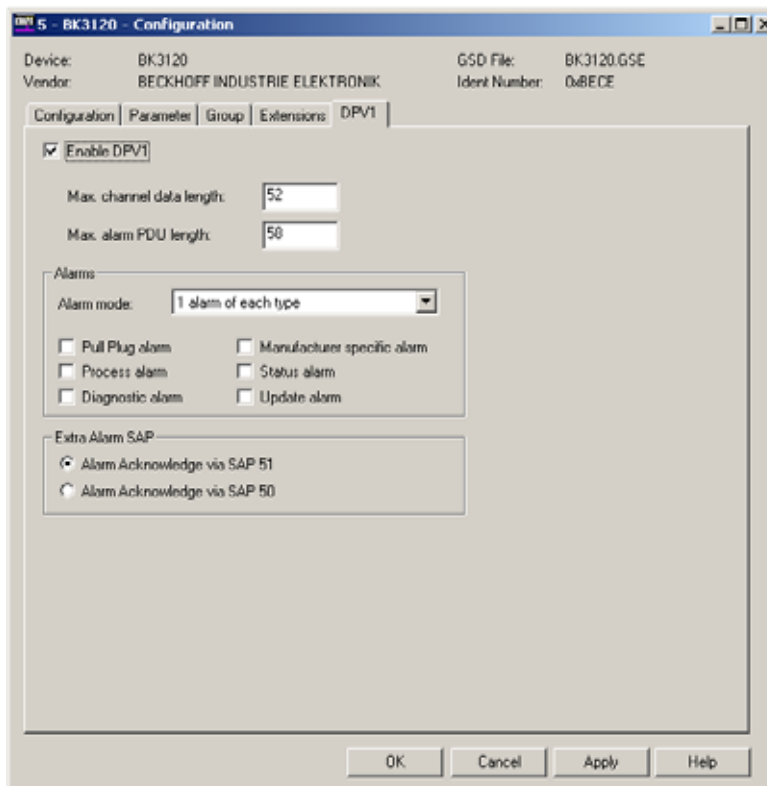 5 - BK3120 - Configuration
Device: BK3120 GSD File: BK3120.GSE
Vendor: BECKHOFF INDUSTRIE ELEKTRONIK Ident Number: 0xBECE
Configuration Parameter Group Extensions DPV1
Enable DPV1
Max. channel data length: 52
Max. alarm PDU length: 58
Alarms
Alarm mode: 1 alarm of each type
Pull Plug alarm Manufacturer specific alarm
Process alarm Status alarm
Diagnostic alarm Update alarm
Extra Alarm SAP
Alarm Acknowledge via SAP 51
Alarm Acknowledge via SAP 50
OK Cancel Apply Help